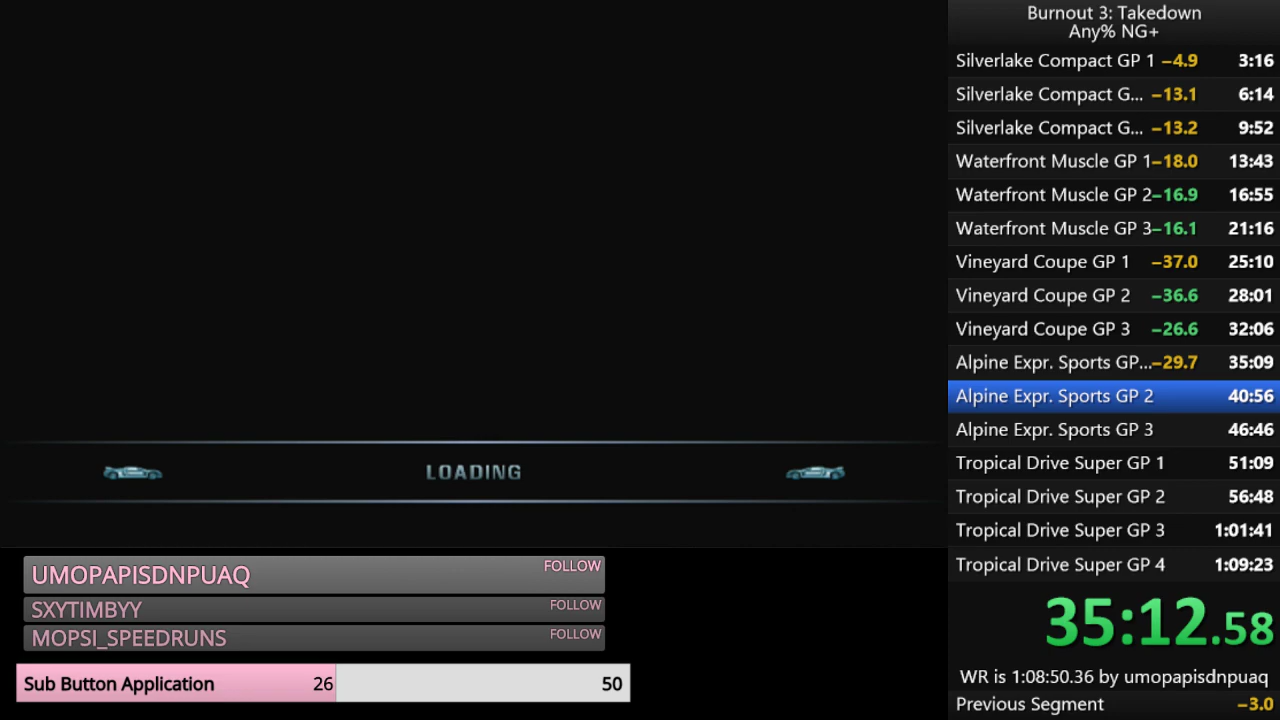 Burnout 3: Takedown
Any% NG+
Silverlake Compact GP 1 −4.9 3:16
Silverlake Compact G... −13.1 6:14
Silverlake Compact G... −13.2 9:52
Waterfront Muscle GP 1 −18.0 13:43
Waterfront Muscle GP 2 −16.9 16:55
Waterfront Muscle GP 3 −16.1 21:16
Vineyard Coupe GP 1 −37.0 25:10
Vineyard Coupe GP 2 −36.6 28:01
Vineyard Coupe GP 3 −26.6 32:06
Alpine Expr. Sports GP... −29.7 35:09
Alpine Expr. Sports GP 2 40:56
Alpine Expr. Sports GP 3 46:46
Tropical Drive Super GP 1 51:09
Tropical Drive Super GP 2 56:48
Tropical Drive Super GP 3 1:01:41
Tropical Drive Super GP 4 1:09:23
35:12.58
WR is 1:08:50.36 by umopapisdnpuaq
Previous Segment −3.0
LOADING
UMOPAPISDNPUAQ FOLLOW
SXYTIMBYY FOLLOW
MOPSI_SPEEDRUNS FOLLOW
Sub Button Application 26 50